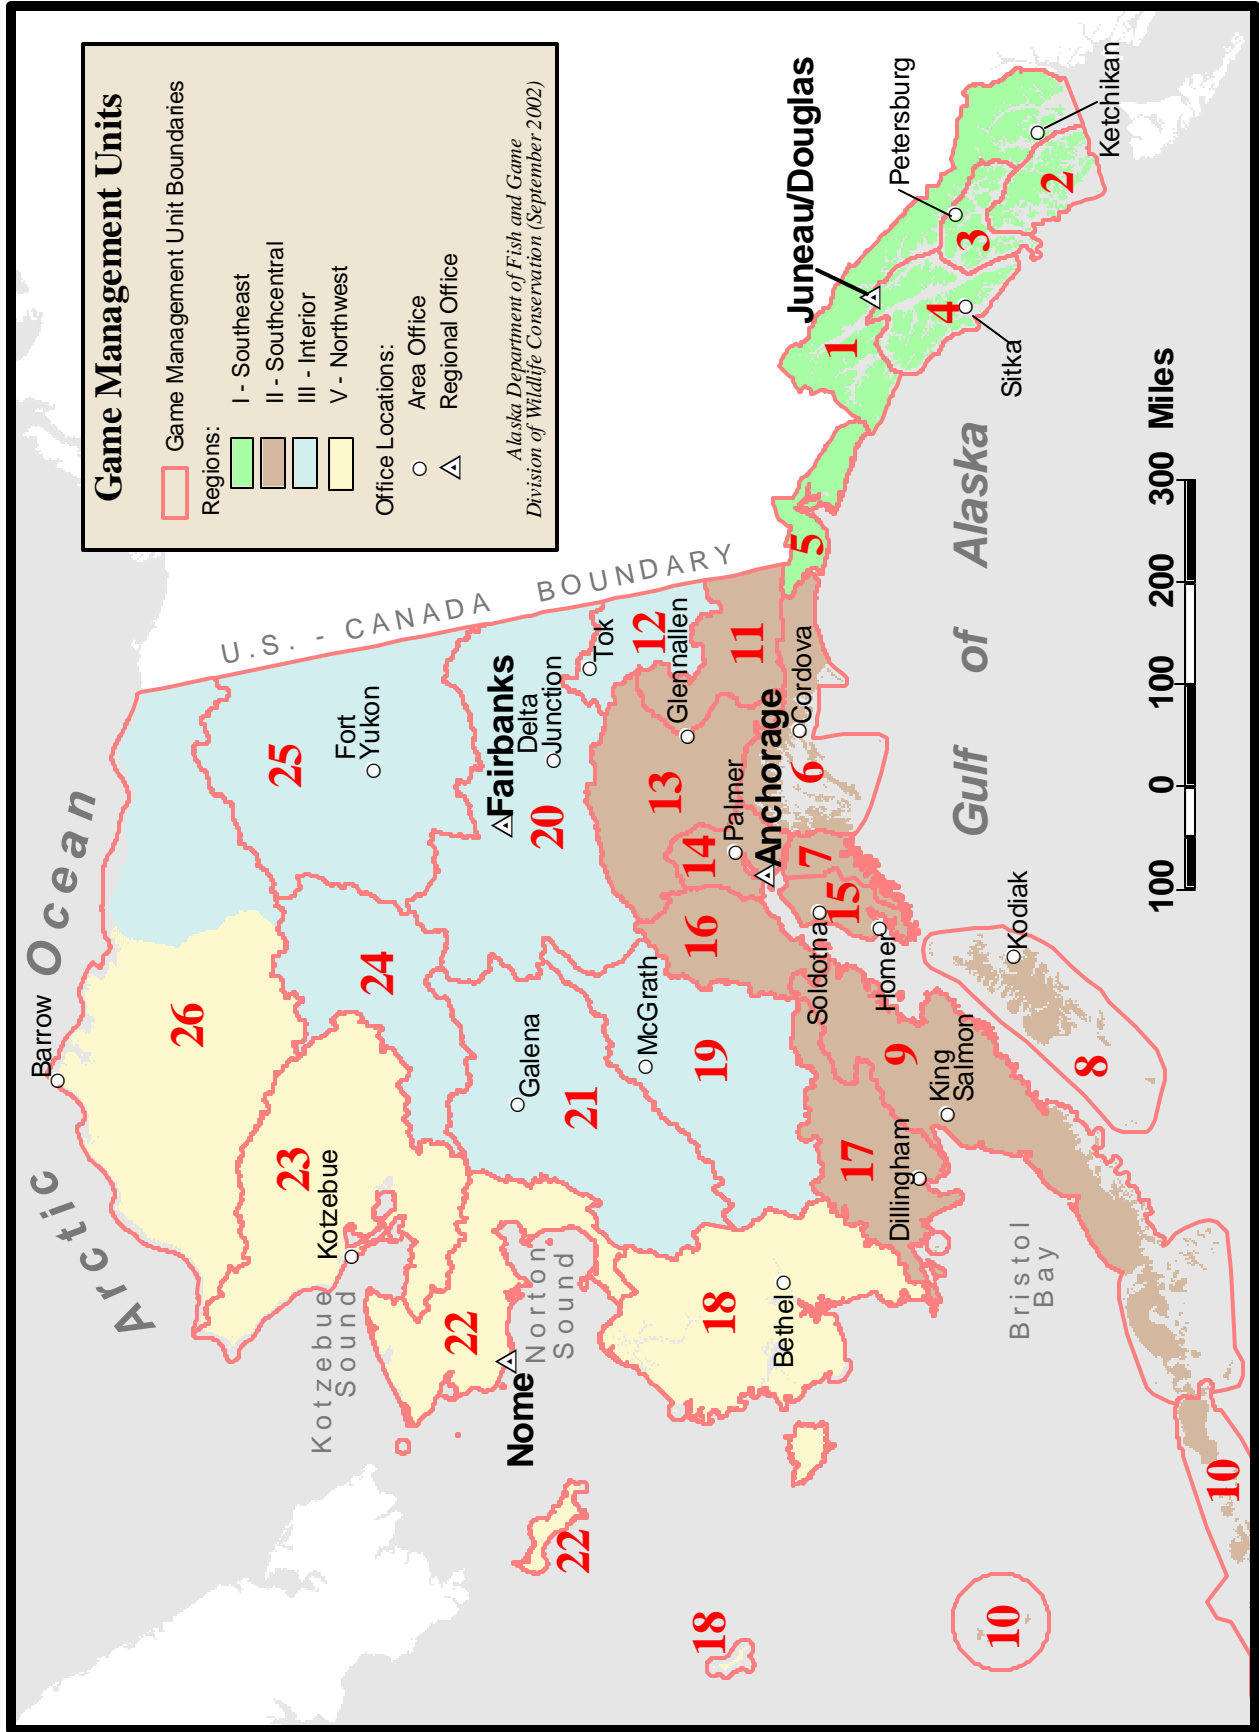 Game Management Units
Game Management Unit Boundaries
Regions:
I - Southeast
II - Southcentral
III - Interior
V - Northwest
Office Locations:
Area Office
Regional Office
Alaska Department of Fish and Game
Division of Wildlife Conservation (September 2002)
Arctic Ocean
Barrow
26
U.S. - CANADA BOUNDARY
25
Fort
Yukon
24
23
Kotzebue
Kotzebue
Sound
22
Nome
Norton
Sound
22
Galena
21
Fairbanks
Delta
Junction
20
Tok
12
McGrath
19
18
Bethel
18
13
Glennallen
11
14
Palmer
Anchorage
16
Cordova
6
7
15
Soldotna
Homer
17
Dillingham
9
King
Salmon
Bristol
Bay
Kodiak
8
10
10
5
1
Juneau/Douglas
Petersburg
4
3
2
Sitka
Ketchikan
Gulf of Alaska
100 0 100 200 300 Miles